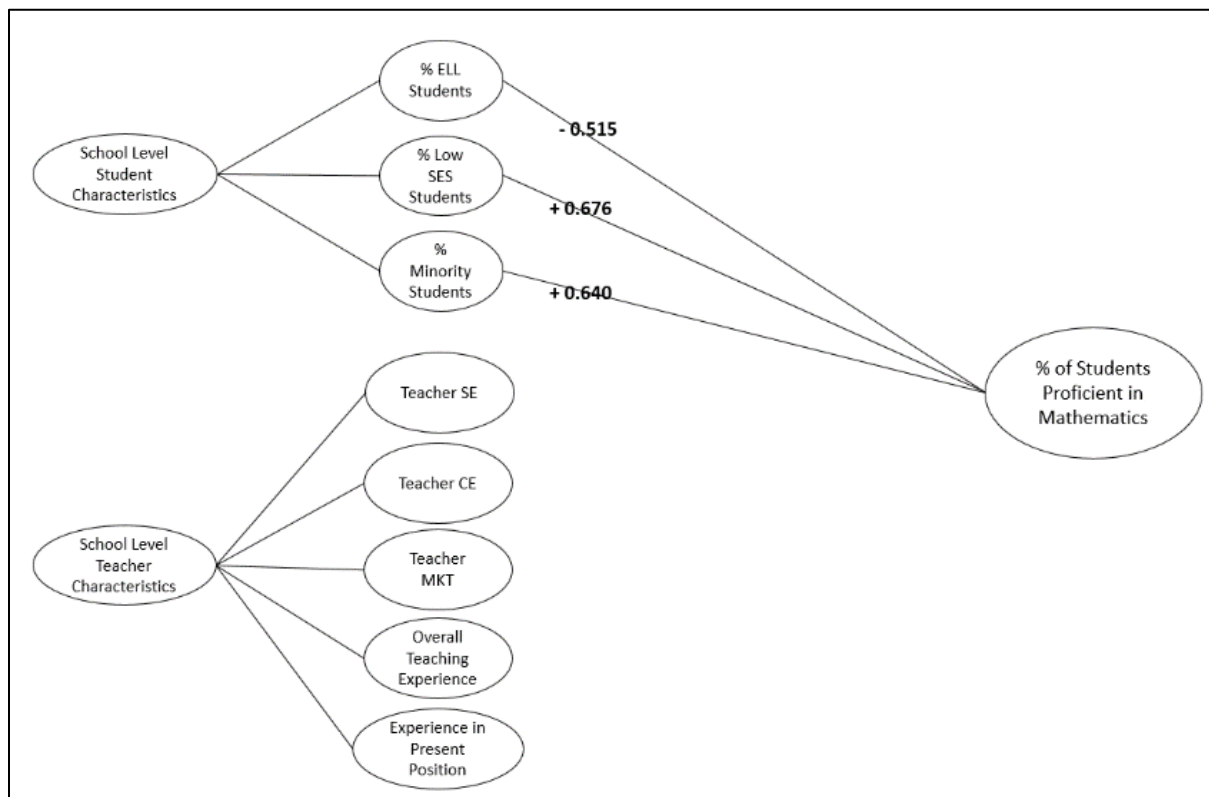 % ELL
Students
- 0.515
School Level
Student
Characteristics
% Low
SES
Students
+ 0.676
%
Minority
Students
+ 0.640
% of Students
Proficient in
Mathematics
Teacher SE
Teacher CE
School Level
Teacher
Characteristics
Teacher
MKT
Overall
Teaching
Experience
Experience in
Present
Position